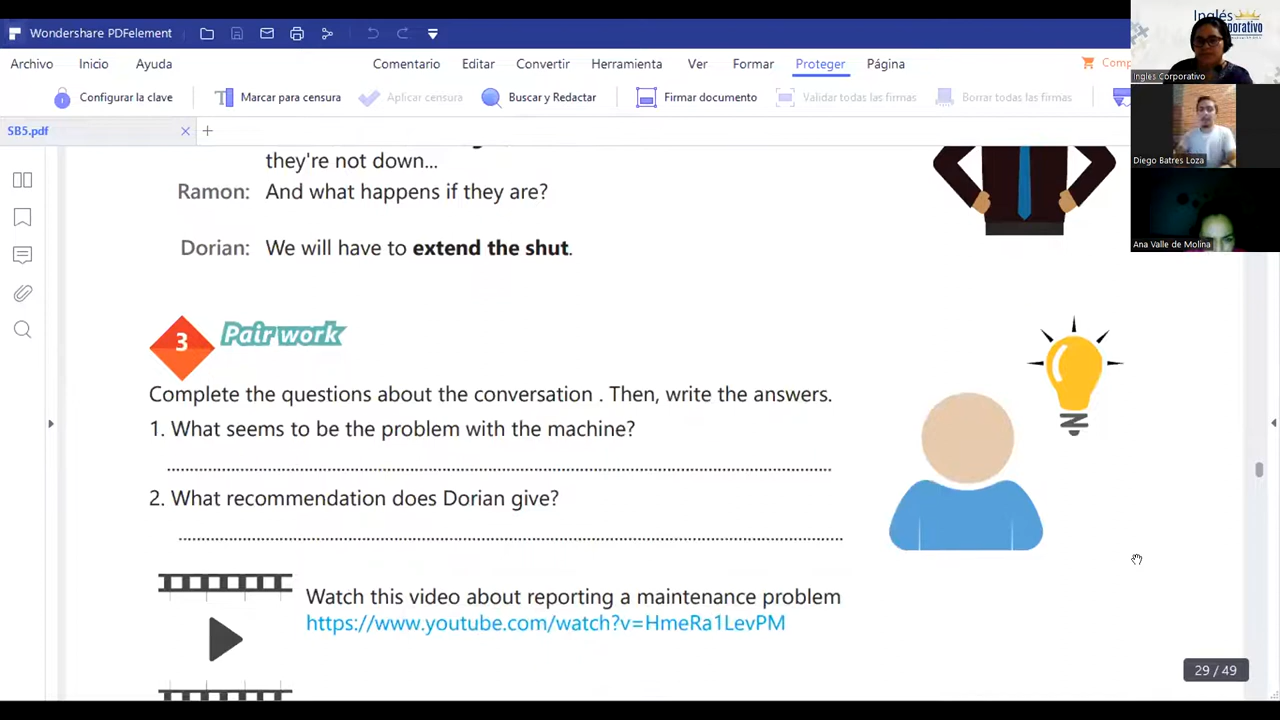 Wondershare PDFelement
Archivo Inicio Ayuda Comentario Editar Convertir Herramienta Ver Formar Proteger Página
Configurar la clave Marcar para censura Aplicar censura Buscar y Redactar Firmar documento Validar todas las firmas Borrar todas las firmas
SB5.pdf
they're not down...
Ramon: And what happens if they are?
Dorian: We will have to extend the shut.
3 Pair work
Complete the questions about the conversation . Then, write the answers.
1. What seems to be the problem with the machine?
2. What recommendation does Dorian give?
Watch this video about reporting a maintenance problem
https://www.youtube.com/watch?v=HmeRa1LevPM
29 / 49
Inglés
Inglés Corporativo
Diego Batres Loza
Ana Valle de Molina